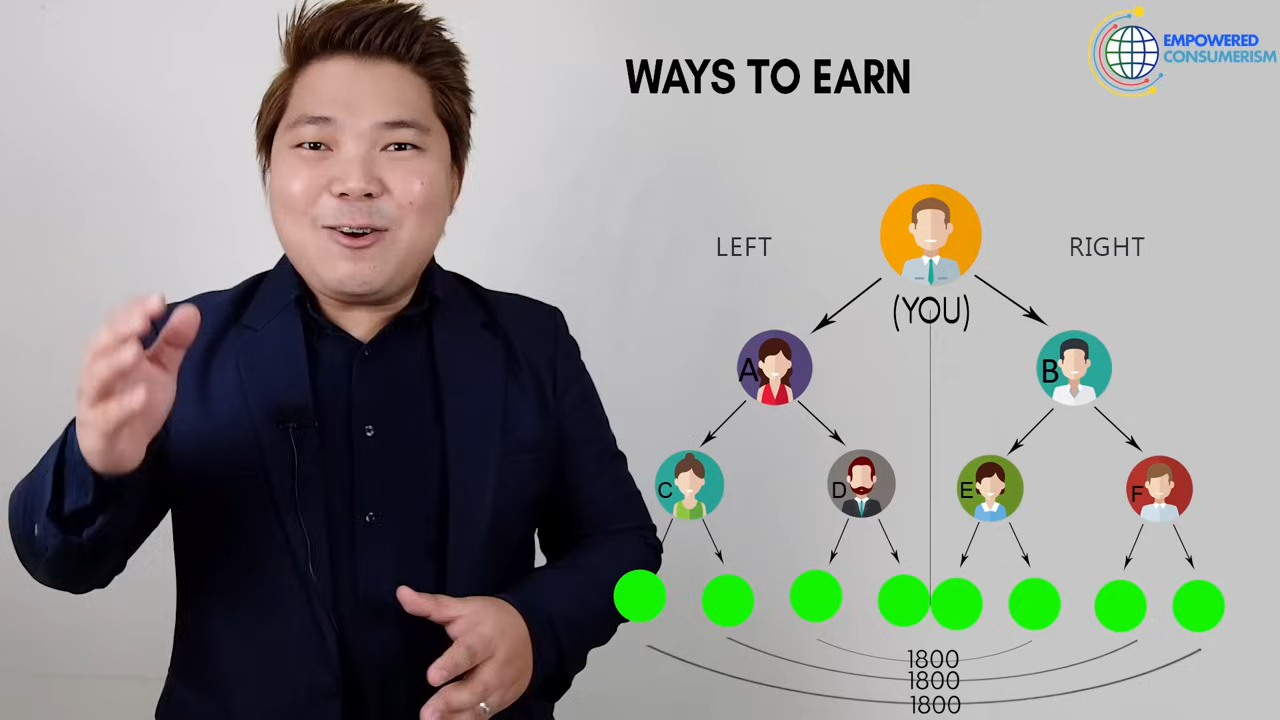 EMPOWERED
CONSUMERISM
WAYS TO EARN
LEFT
RIGHT
(YOU)
A
B
C
D
E
F
1800
1800
1800